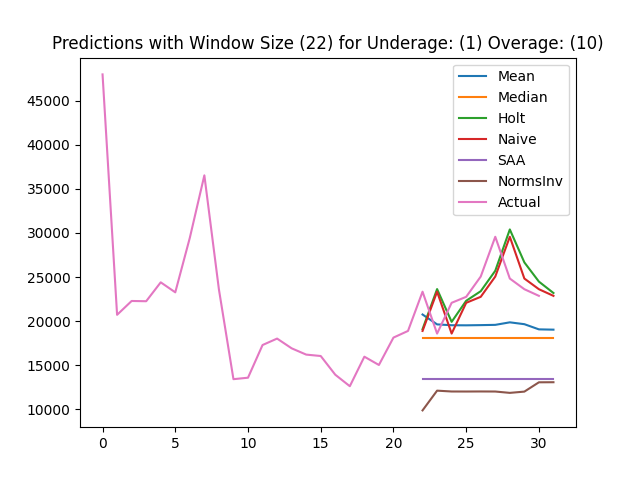 Predictions with Window Size (22) for Underage: (1) Overage: (10)
Mean
Median
Holt
Naive
SAA
NormsInv
Actual
45000
40000
35000
30000
25000
20000
15000
10000
0 5 10 15 20 25 30